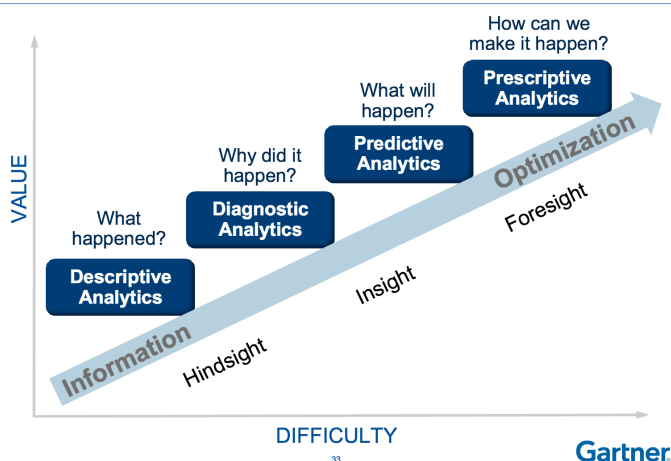 How can we
make it happen?
Prescriptive
Analytics
What will
happen?
Predictive
Analytics
Optimization
Why did it
happen?
Diagnostic
Analytics
Foresight
VALUE
What
happened?
Descriptive
Analytics
Insight
Information
Hindsight
DIFFICULTY
33
Gartner